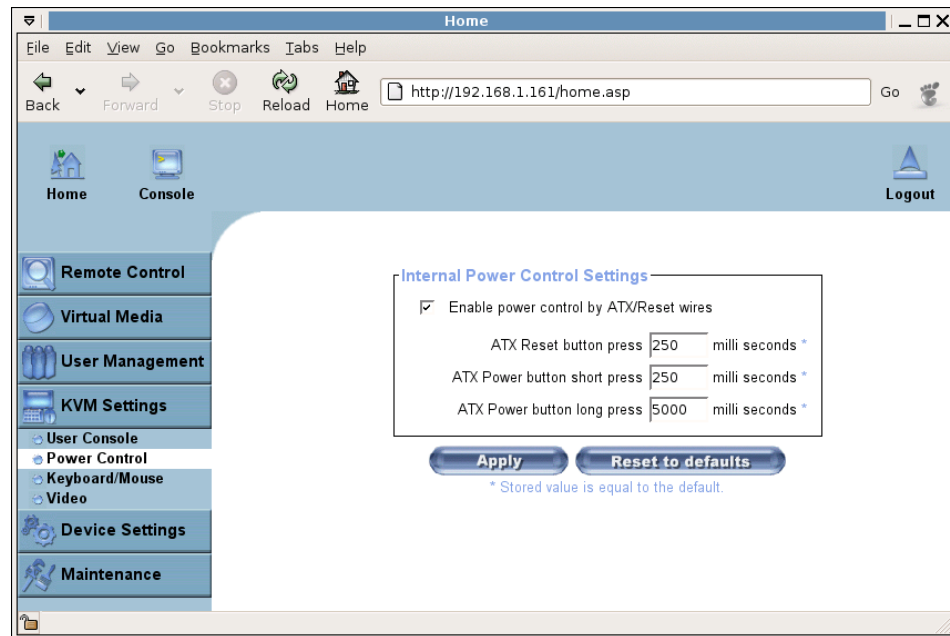 Home
File Edit View Go Bookmarks Tabs Help
Back Forward Stop Reload Home http://192.168.1.161/home.asp Go
Home Console Logout
Remote Control
Virtual Media
User Management
KVM Settings
User Console
Power Control
Keyboard/Mouse
Video
Device Settings
Maintenance
Internal Power Control Settings
Enable power control by ATX/Reset wires
ATX Reset button press 250 milli seconds *
ATX Power button short press 250 milli seconds *
ATX Power button long press 5000 milli seconds *
Apply Reset to defaults
* Stored value is equal to the default.